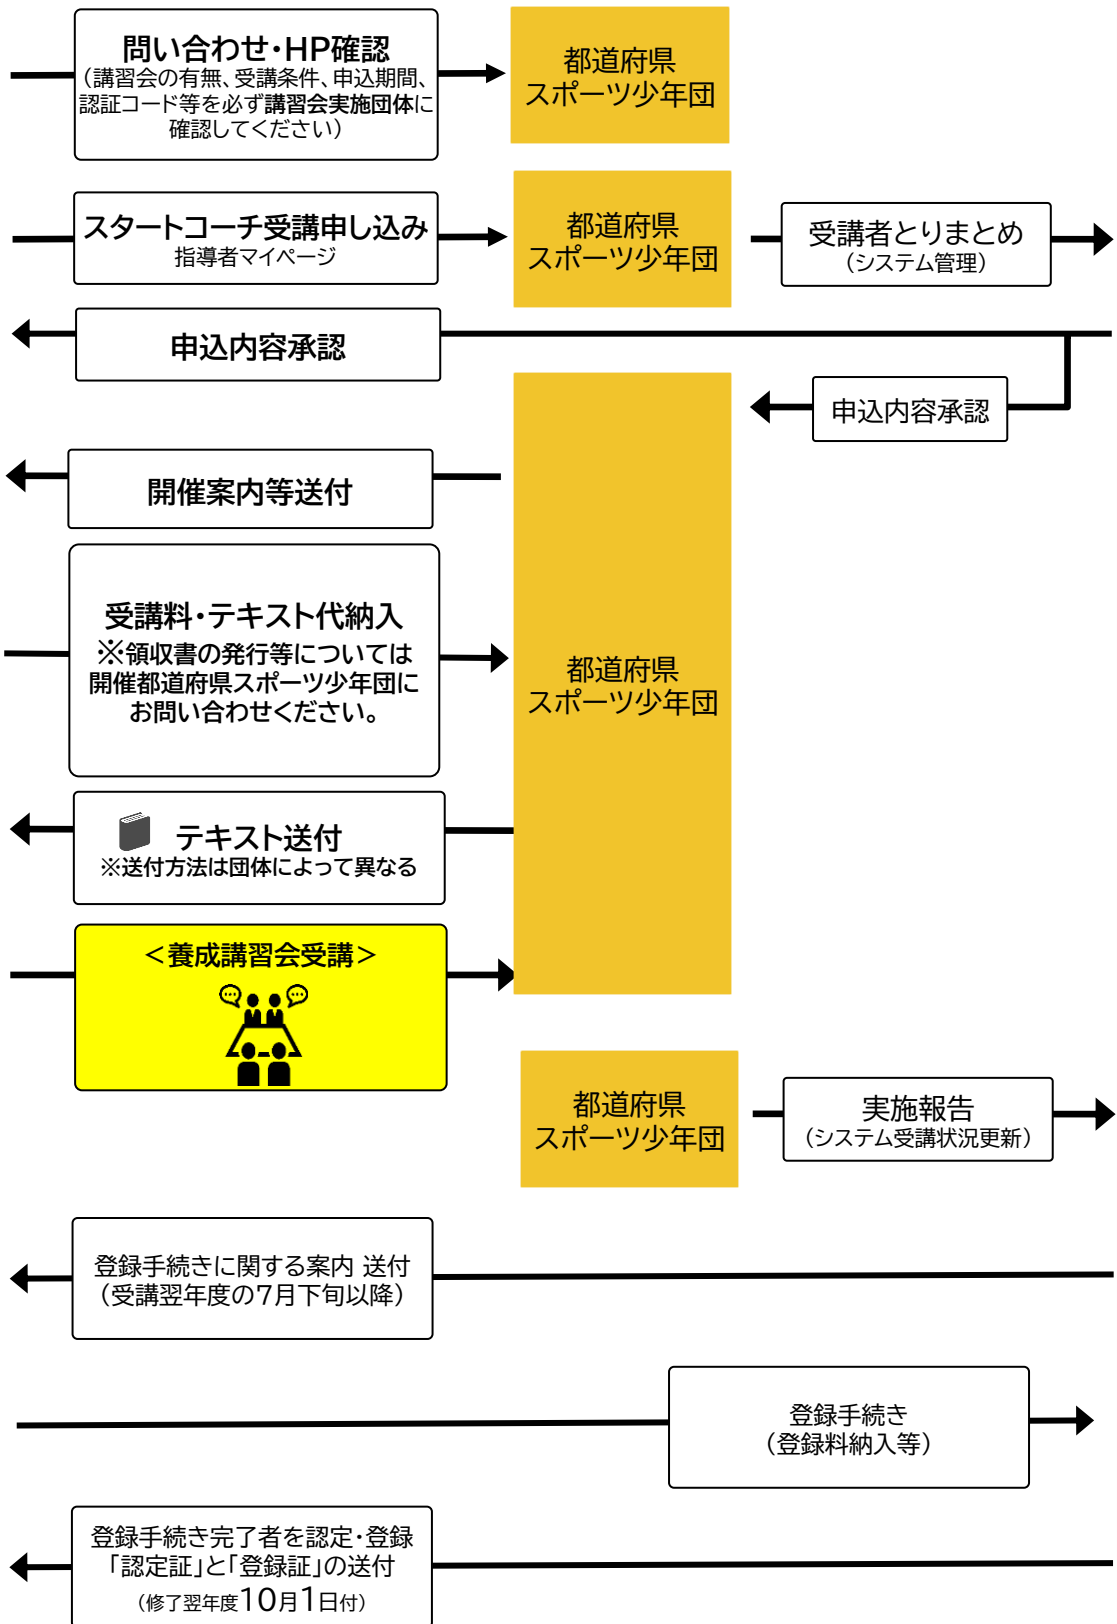 問い合わせ・HP確認
（講習会の有無、受講条件、申込期間、
認証コード等を必ず講習会実施団体に
確認してください）
都道府県
スポーツ少年団
スタートコーチ受講申し込み
指導者マイページ
都道府県
スポーツ少年団
受講者とりまとめ
（システム管理）
申込内容承認
申込内容承認
開催案内等送付
受講料・テキスト代納入
※領収書の発行等については
開催都道府県スポーツ少年団に
お問い合わせください。
都道府県
スポーツ少年団
テキスト送付
※送付方法は団体によって異なる
＜養成講習会受講＞
都道府県
スポーツ少年団
実施報告
（システム受講状況更新）
登録手続きに関する案内 送付
（受講翌年度の7月下旬以降）
登録手続き
（登録料納入等）
登録手続き完了者を認定・登録
「認定証」と「登録証」の送付
（修了翌年度10月1日付）